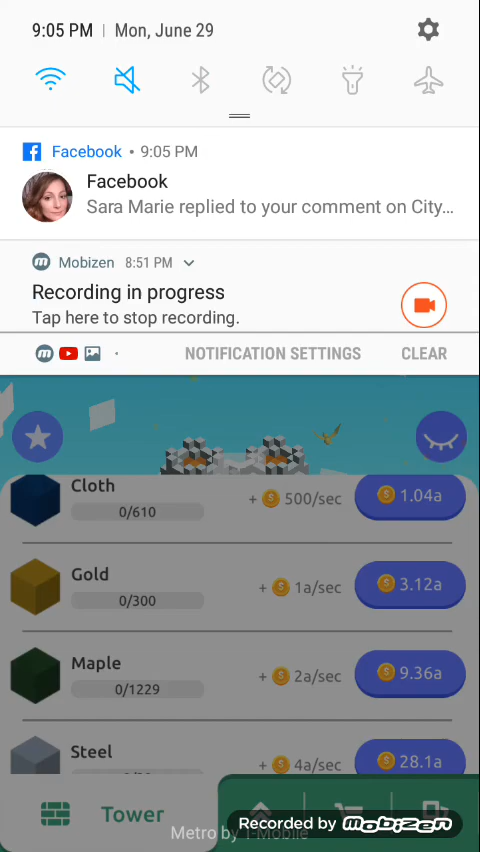 9:05 PM | Mon, June 29
Facebook • 9:05 PM
Facebook
Sara Marie replied to your comment on City...
Mobizen 8:51 PM
Recording in progress
Tap here to stop recording.
NOTIFICATION SETTINGS CLEAR
Cloth
0/610
+ 500/sec
1.04a
Gold
0/300
+ 1a/sec
3.12a
Maple
0/1229
+ 2a/sec
9.36a
Steel
+ 4a/sec
28.1a
Tower
Metro by T-Mobile
Recorded by mobizen